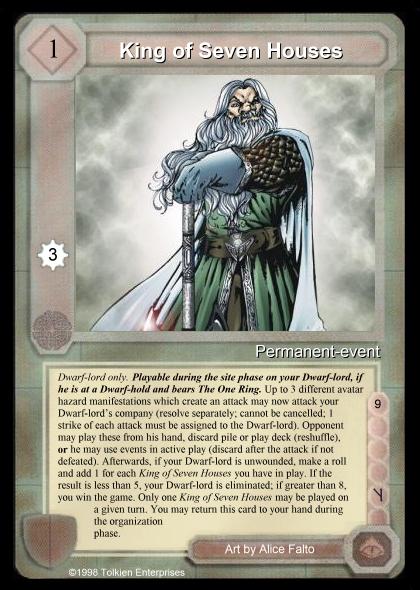 1
King of Seven Houses
3
Permanent-event
Dwarf-lord only. Playable during the site phase on your Dwarf-lord, if
he is at a Dwarf-hold and bears The One Ring. Up to 3 different avatar
hazard manifestations which create an attack may now attack your
Dwarf-lord's company (resolve separately; cannot be cancelled; 1
strike of each attack must be assigned to the Dwarf-lord). Opponent
may play these from his hand, discard pile or play deck (reshuffle),
or he may use events in active play (discard after the attack if not
defeated). Afterwards, if your Dwarf-lord is unwounded, make a roll
and add 1 for each King of Seven Houses you have in play. If the
result is less than 5, your Dwarf-lord is eliminated; if greater than 8,
you win the game. Only one King of Seven Houses may be played on
a given turn. You may return this card to your hand during
the organization
phase.
9
Art by Alice Falto
©1998 Tolkien Enterprises